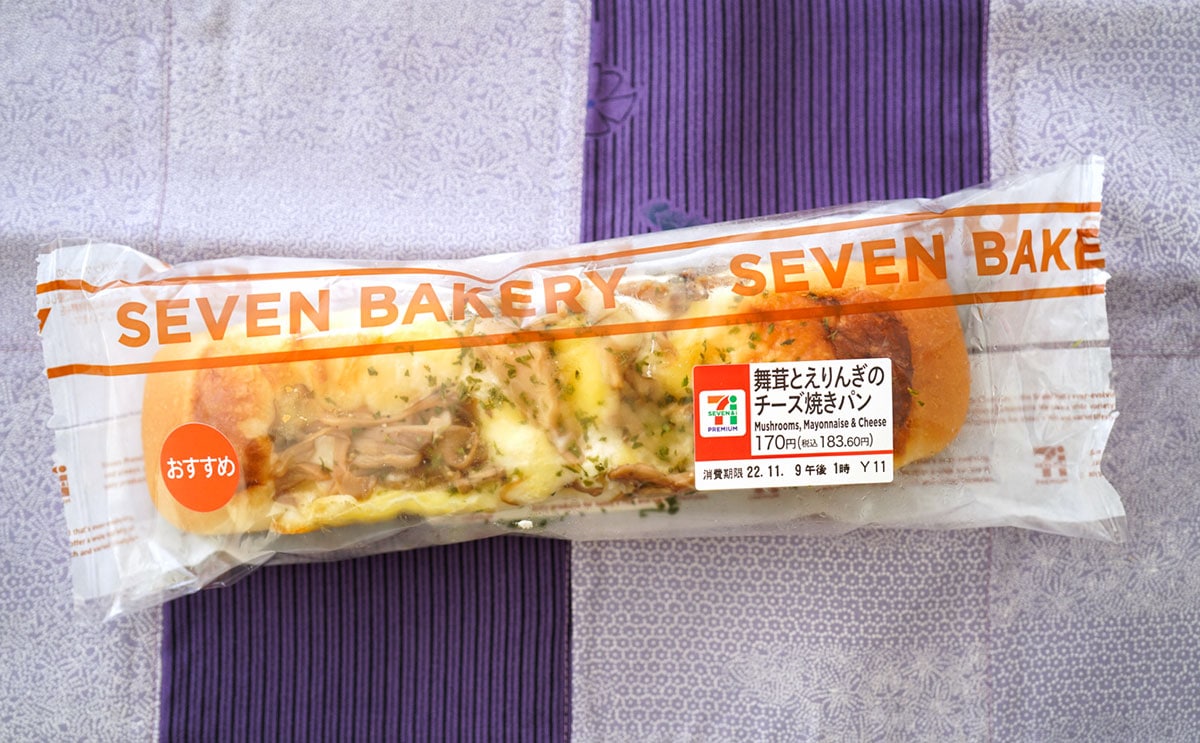 SEVEN BAKERY
SEVEN BAKE
おすすめ
7i
SEVEN&i
PREMIUM
舞茸とえりんぎの
チーズ焼きパン
Mushrooms, Mayonnaise & Cheese
170円(税込183.60円)
消費期限 22.11. 9午後 1時 Y11